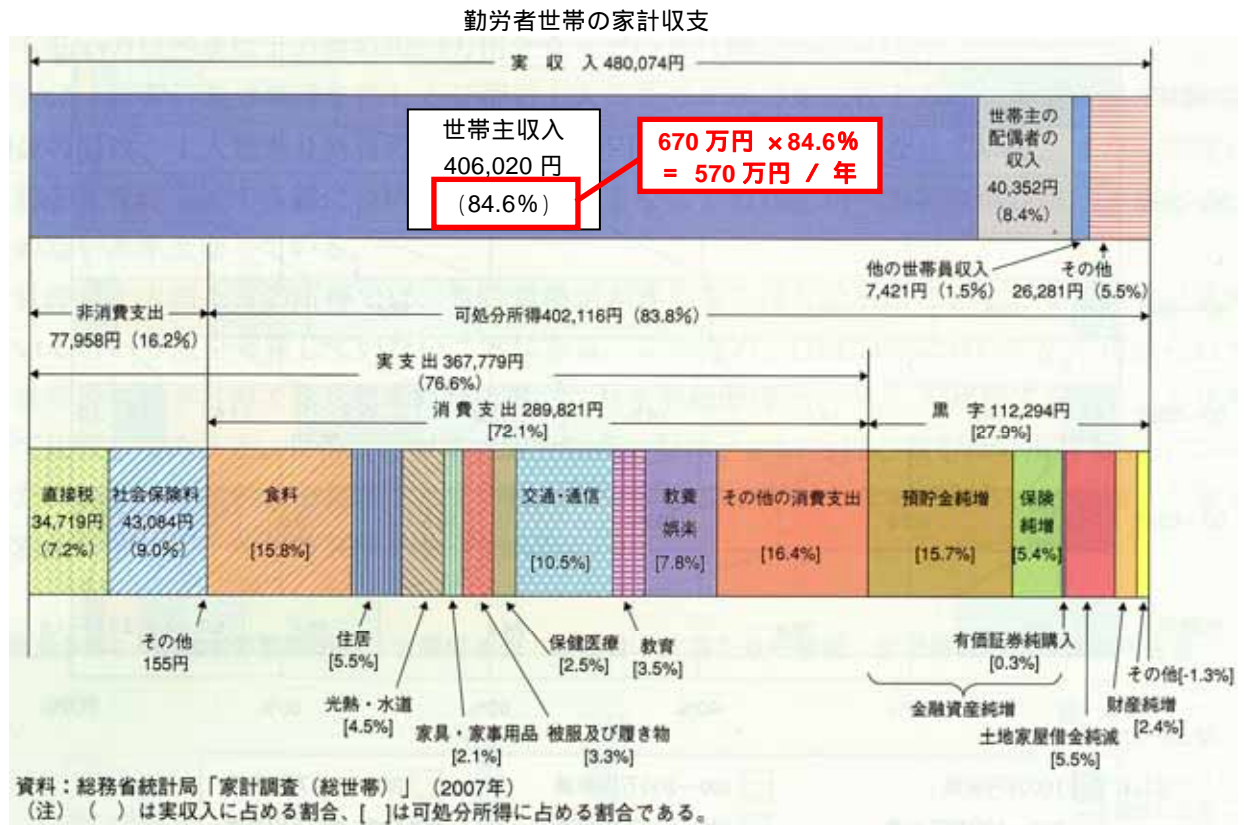 勤労者世帯の家計収支
実 収 入 480,074円
世帯主収入
406,020 円
(84.6%)
670 万円 ×84.6%
= 570 万円 / 年
世帯主の
配偶者の
収入
40,352円
(8.4%)
他の世帯員収入
7,421円 (1.5%)
その他
26,281円 (5.5%)
非消費支出
77,958円 (16.2%)
可処分所得402,116円 (83.8%)
実 支 出 367,779円
(76.6%)
消 費 支 出 289,821円
[72.1%]
黒 字 112,294円
[27.9%]
直接税
34,719円
(7.2%)
社会保険料
43,084円
(9.0%)
食料
[15.8%]
交通・通信
[10.5%]
教養
娯楽
[7.8%]
その他の消費支出
[16.4%]
預貯金純増
[15.7%]
保険
純増
[5.4%]
その他
155円
住居
[5.5%]
光熱・水道
[4.5%]
家具・家事用品
[2.1%]
被服及び履き物
[3.3%]
保健医療
[2.5%]
教育
[3.5%]
有価証券純購入
[0.3%]
金融資産純増
土地家屋借金純減
[5.5%]
財産純増
[2.4%]
その他[-1.3%]
資料:総務省統計局「家計調査(総世帯)」(2007年)
(注) ( )は実収入に占める割合、[ ]は可処分所得に占める割合である。